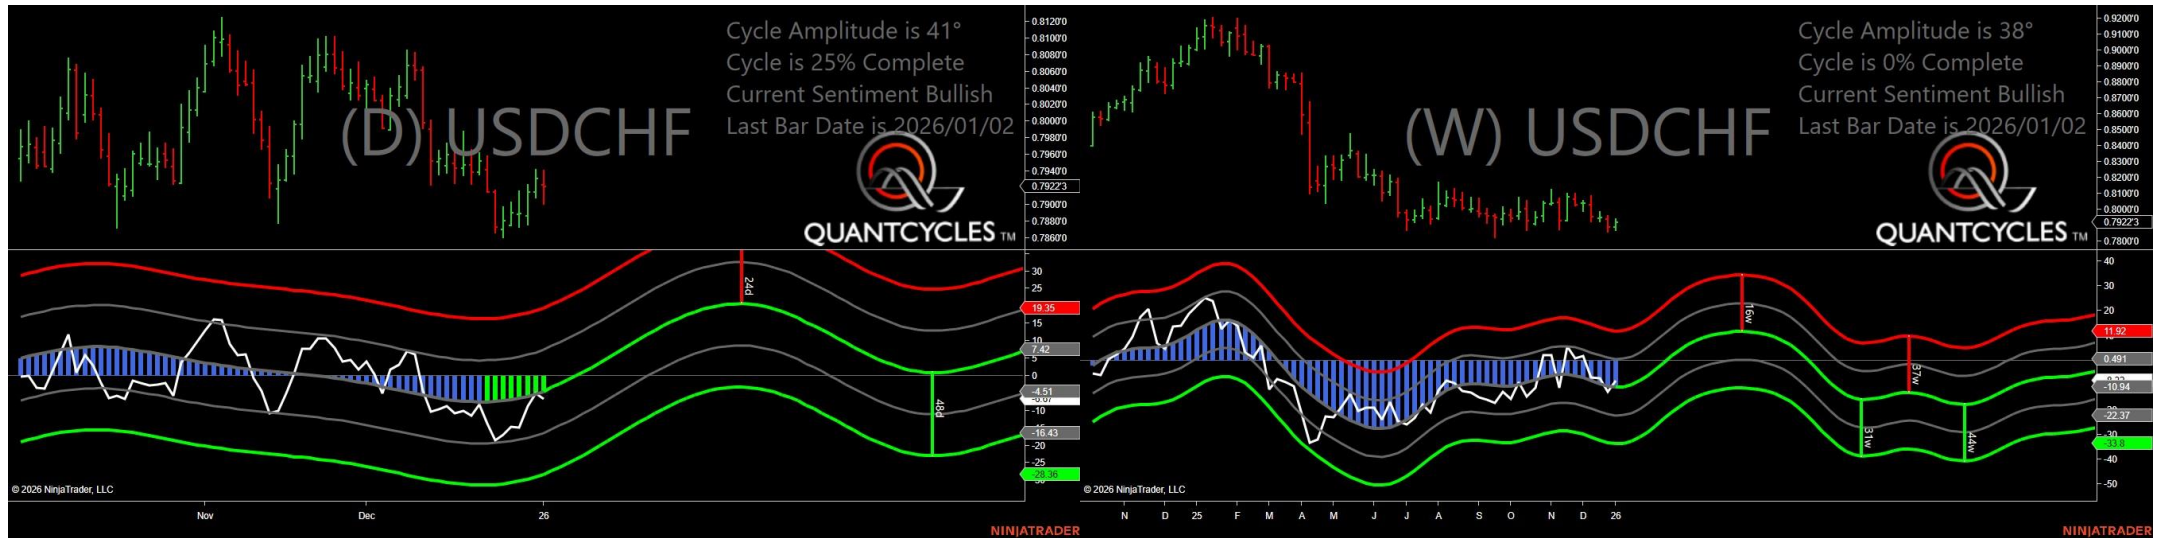 Cycle Amplitude is 41°
Cycle is 25% Complete
Current Sentiment Bullish
Last Bar Date is 2026/01/02
(D) USDCHF
QUANTCYCLES TM
0.8120'0
0.8100'0
0.8080'0
0.8060'0
0.8040'0
0.8020'0
0.8000'0
0.7980'0
0.7960'0
0.7940'0
0.7922'3
0.7900'0
0.7880'0
0.7860'0
24d
48d
30
25
19.35
15
10
7.42
5
0
-4.51
-10
-16.43
-20
-25
-28.36
© 2026 NinjaTrader, LLC
Nov
Dec
26
NINJATRADER
Cycle Amplitude is 38°
Cycle is 0% Complete
Current Sentiment Bullish
Last Bar Date is 2026/01/02
(W) USDCHF
QUANTCYCLES TM
0.9200'0
0.9100'0
0.9000'0
0.8900'0
0.8800'0
0.8700'0
0.8600'0
0.8500'0
0.8400'0
0.8300'0
0.8200'0
0.8100'0
0.8000'0
0.7922'3
0.7800'0
16w
37w
31w
44w
40
30
20
11.92
0.491
-10.94
-22.37
-30
-33.8
-40
-50
© 2026 NinjaTrader, LLC
N
D
25
F
M
A
M
J
J
A
S
O
N
D
26
NINJATRADER